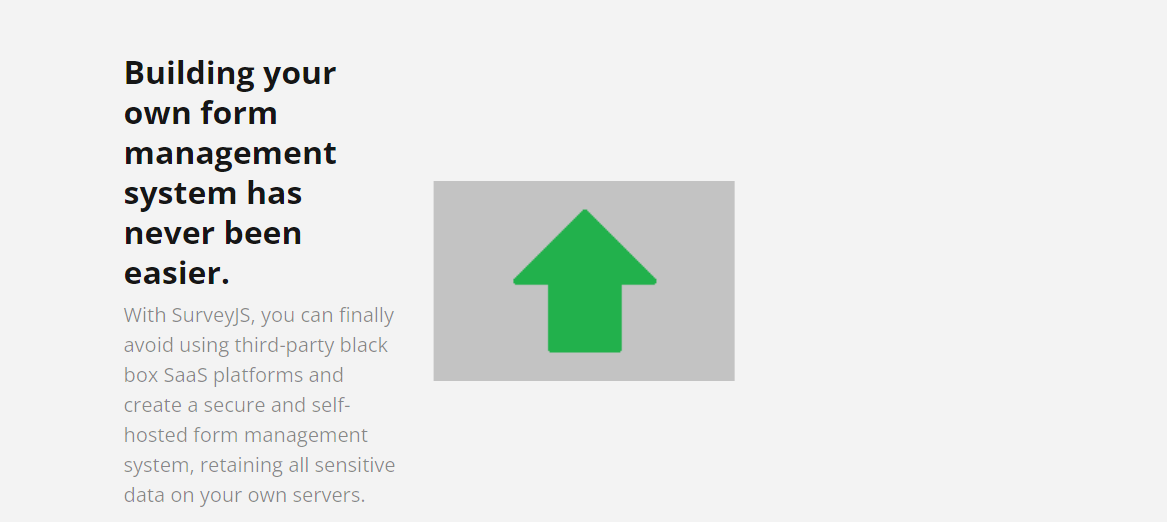 Building your
own form
management
system has
never been
easier.
With SurveyJS, you can finally
avoid using third-party black
box SaaS platforms and
create a secure and self-
hosted form management
system, retaining all sensitive
data on your own servers.